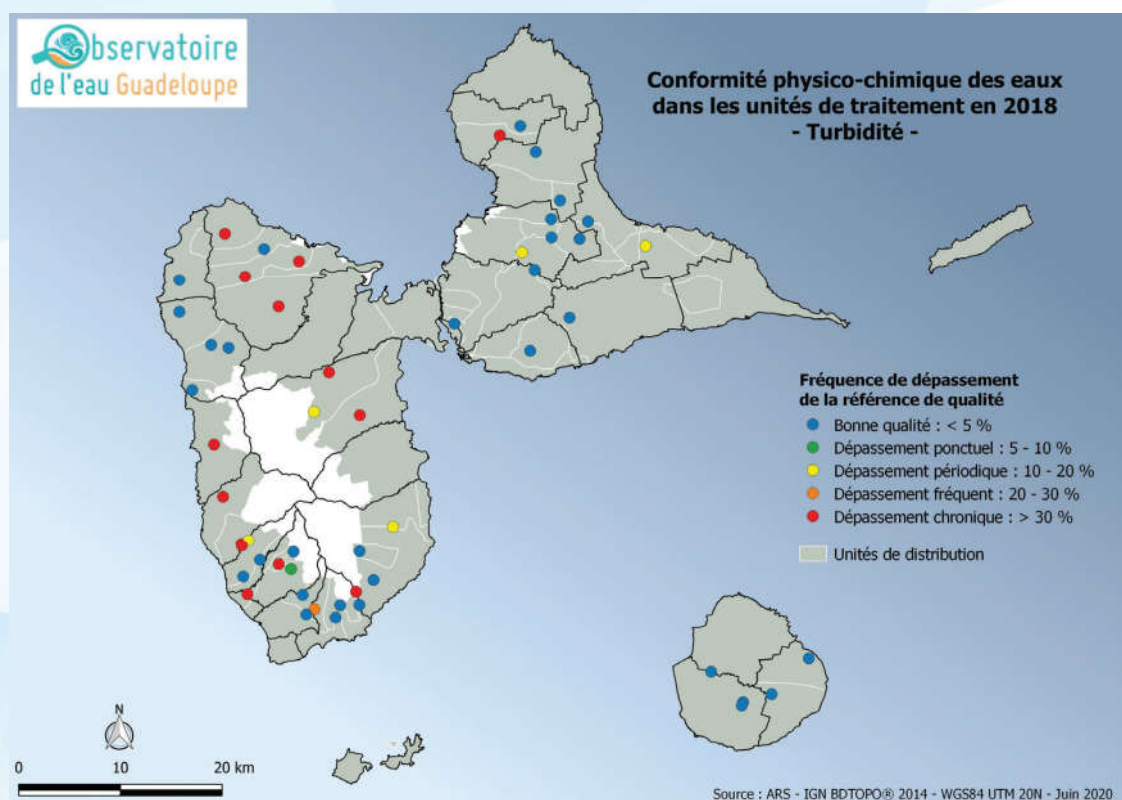 Observatoire
de l'eau Guadeloupe
Conformité physico-chimique des eaux
dans les unités de traitement en 2018
- Turbidité -
Fréquence de dépassement
de la référence de qualité
Bonne qualité : < 5 %
Dépassement ponctuel : 5 - 10 %
Dépassement périodique : 10 - 20 %
Dépassement fréquent : 20 - 30 %
Dépassement chronique : > 30 %
Unités de distribution
N
0 10 20 km
Source : ARS - IGN BDTOPO® 2014 - WGS84 UTM 20N - Juin 2020